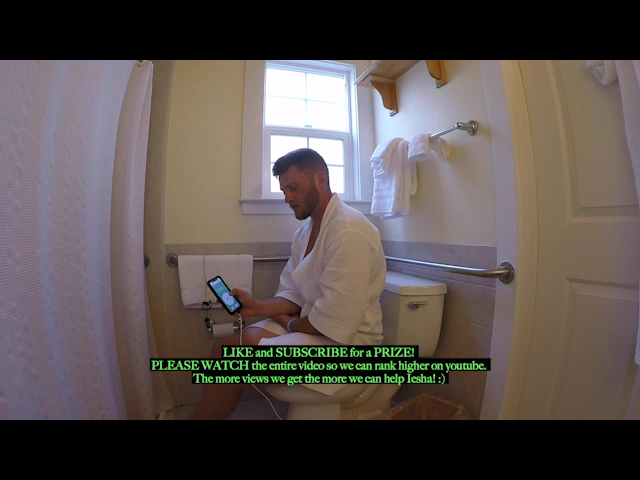 LIKE and SUBSCRIBE for a PRIZE!
PLEASE WATCH the entire video so we can rank higher on youtube.
The more views we get the more we can help Iesha! :)